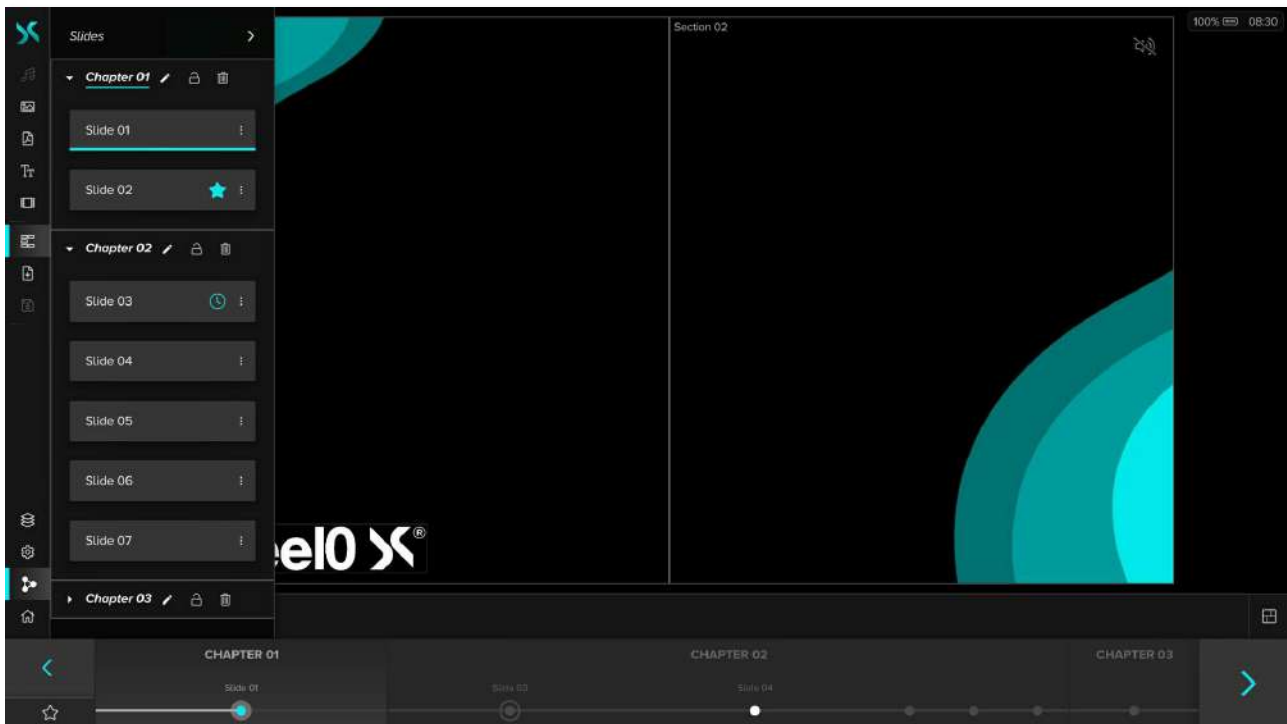 Slides
Chapter 01
Slide 01
Slide 02
Chapter 02
Slide 03
Slide 04
Slide 05
Slide 06
Slide 07
Chapter 03
Tт
Section 02
100% 08:30
eel0 ®
CHAPTER 01
CHAPTER 02
CHAPTER 03
Slide 01
Slide 03
Slide 04